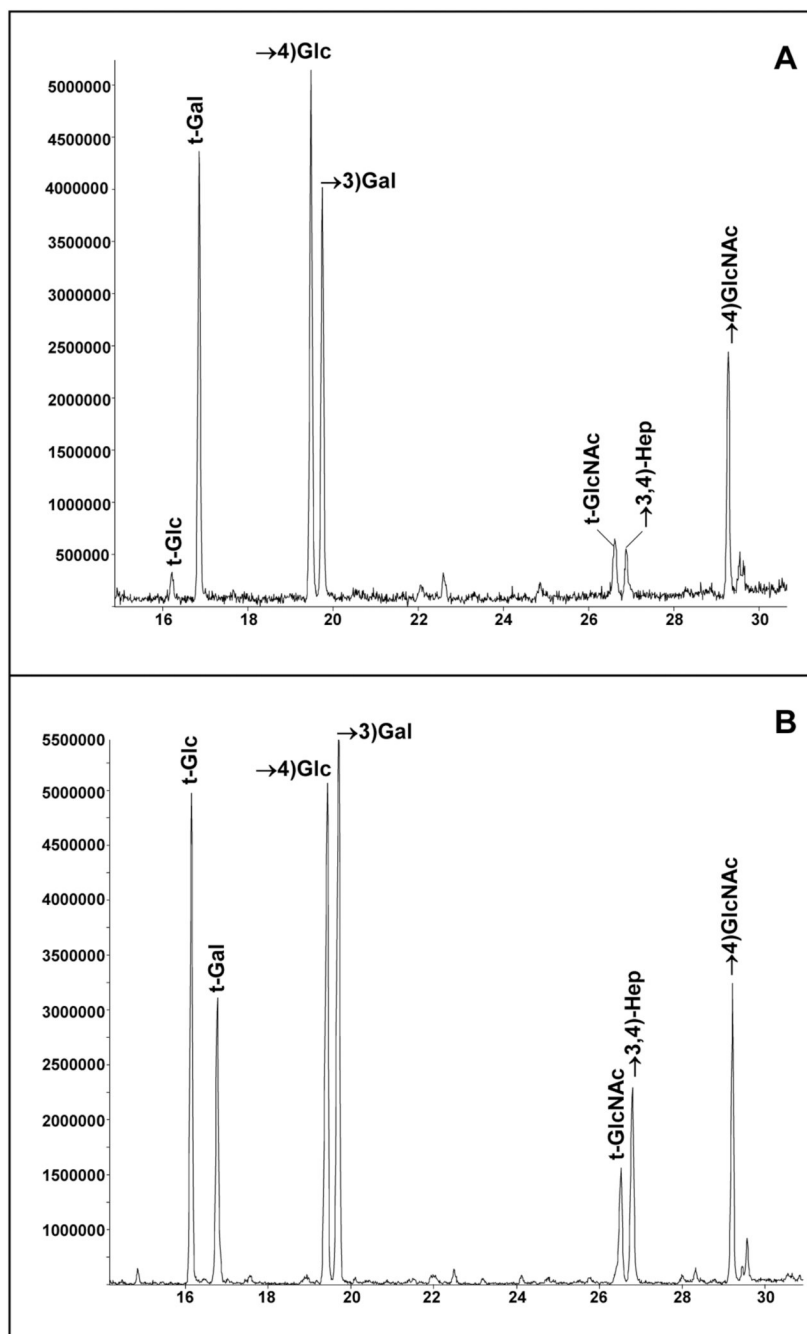 A
→4)Glc
t-Gal
→3)Gal
→4)GlcNAc
t-GlcNAc
→3,4)-Hep
t-Glc
5000000
4500000
4000000
3500000
3000000
2500000
2000000
1500000
1000000
500000
16 18 20 22 24 26 28 30
B
t-Glc
→3)Gal
→4)Glc
t-Gal
→4)GlcNAc
→3,4)-Hep
t-GlcNAc
5500000
5000000
4500000
4000000
3500000
3000000
2500000
2000000
1500000
1000000
16 18 20 22 24 26 28 30